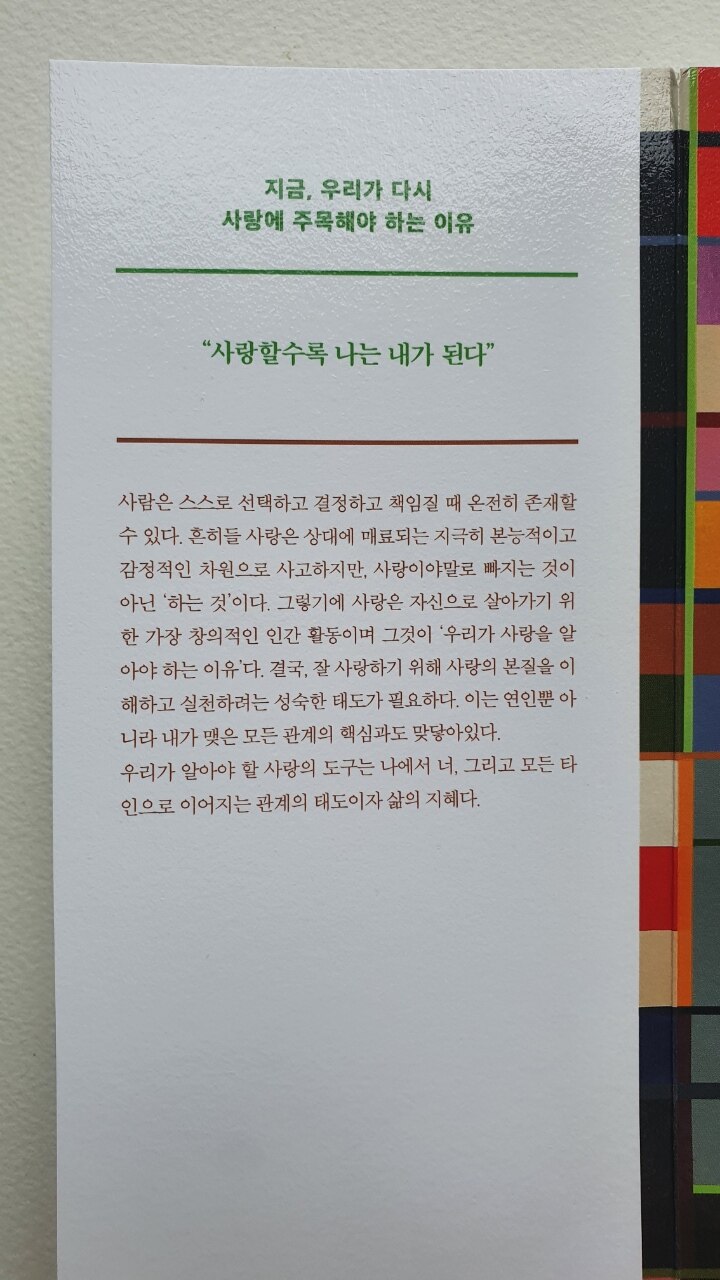 지금, 우리가 다시
사랑에 주목해야 하는 이유
“사랑할수록 나는 내가 된다”
사람은 스스로 선택하고 결정하고 책임질 때 온전히 존재할
수 있다. 흔히들 사랑은 상대에 매료되는 지극히 본능적이고
감정적인 차원으로 사고하지만, 사랑이야말로 빠지는 것이
아닌 ‘하는 것’이다. 그렇기에 사랑은 자신으로 살아가기 위
한 가장 창의적인 인간 활동이며 그것이 ‘우리가 사랑을 알
아야 하는 이유’다. 결국, 잘 사랑하기 위해 사랑의 본질을 이
해하고 실천하려는 성숙한 태도가 필요하다. 이는 연인뿐 아
니라 내가 맺은 모든 관계의 핵심과도 맞닿아있다.
우리가 알아야 할 사랑의 도구는 나에서 너, 그리고 모든 타
인으로 이어지는 관계의 태도이자 삶의 지혜다.